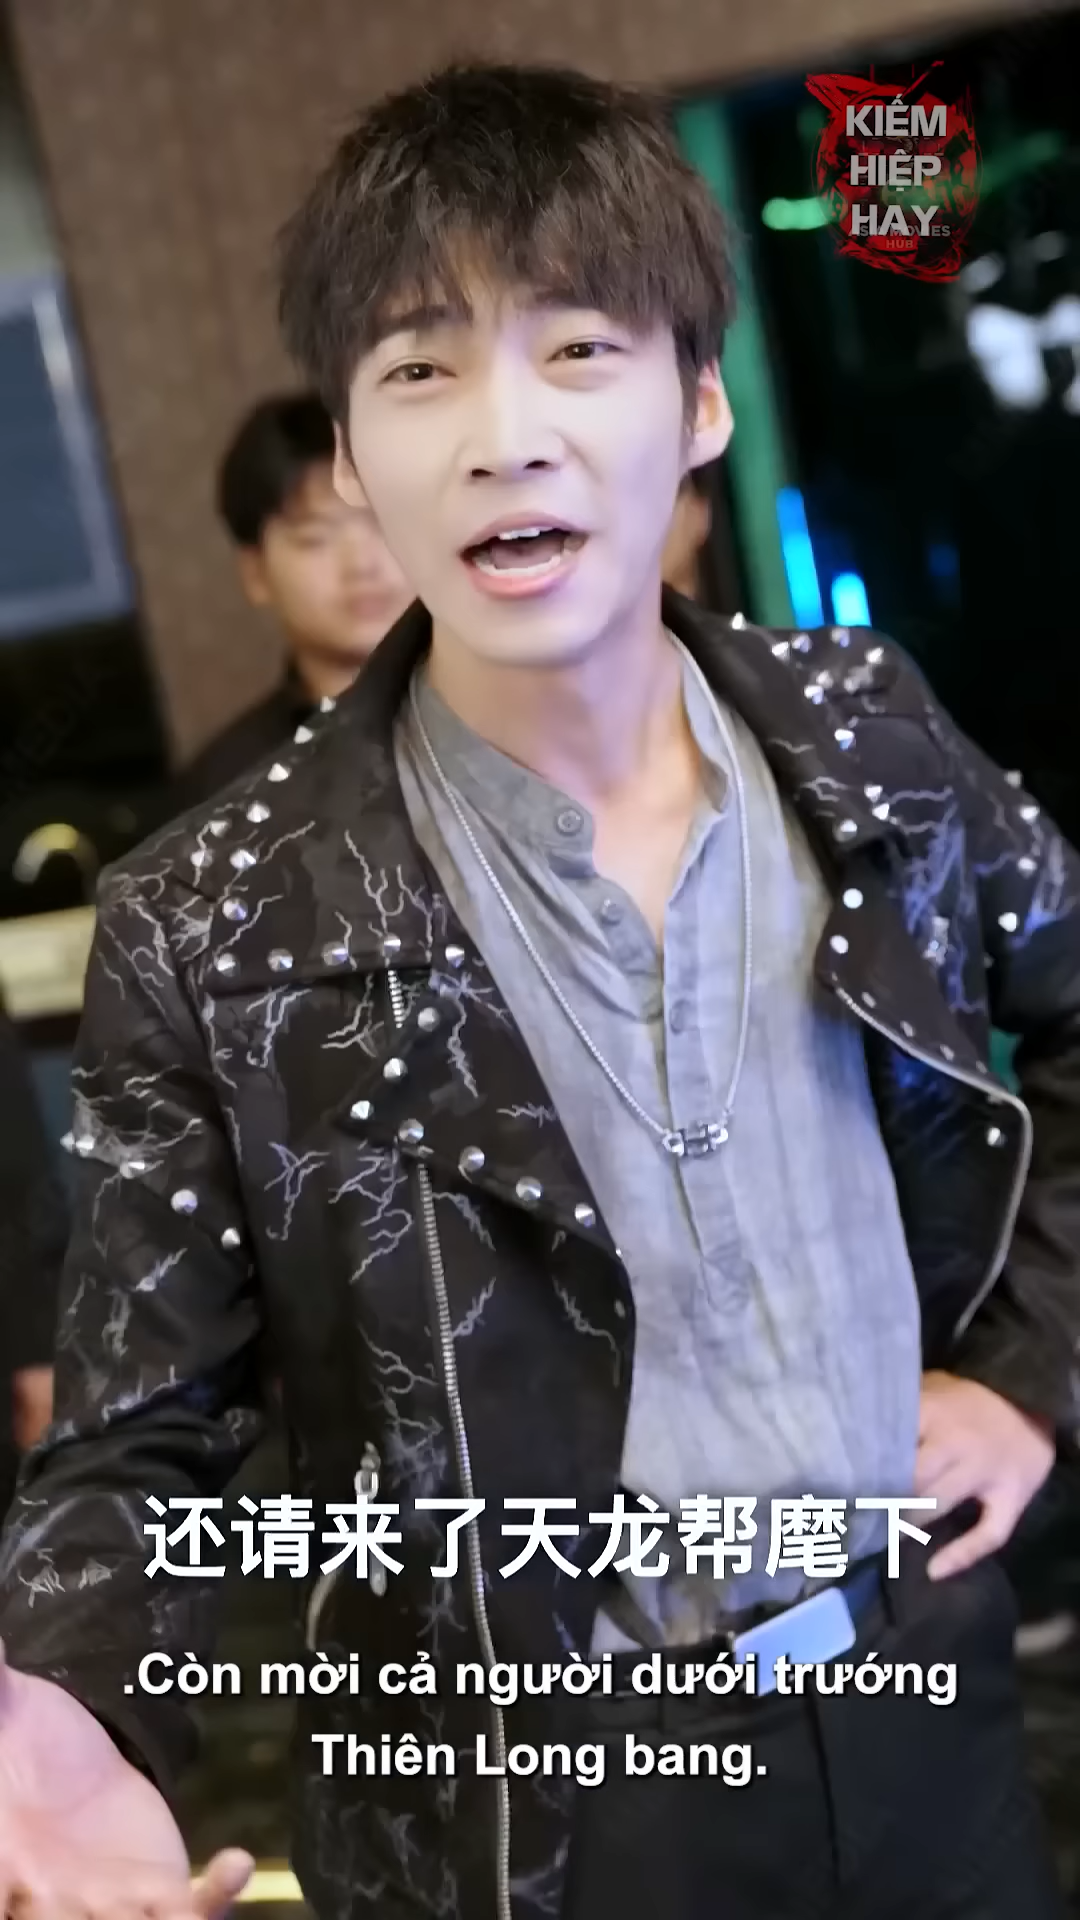 KIẾM
HIỆP
HAY
HUB
还请来了天龙帮麾下
.Còn mời cả người dưới trướng
Thiên Long bang.